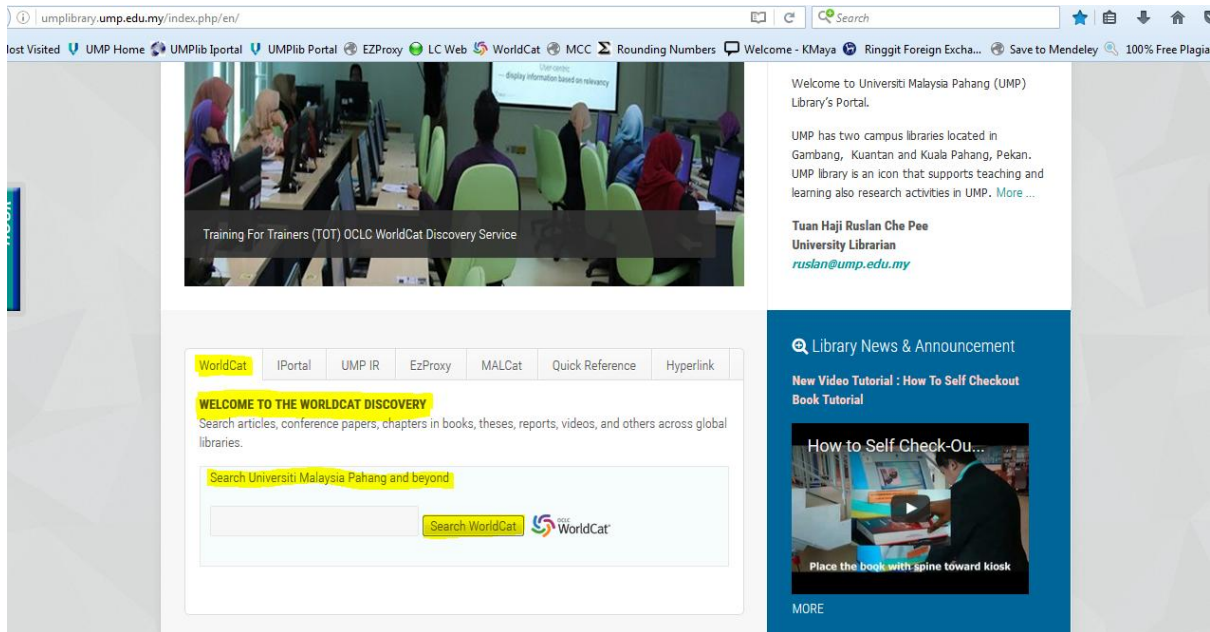 umplibrary.ump.edu.my/index.php/en/
Search
lost Visited UMP Home UMPlib Iportal UMPlib Portal EZProxy LC Web WorldCat MCC Rounding Numbers Welcome - KMaya Ringgit Foreign Excha... Save to Mendeley 100% Free Plagia
User-centric
display information based on relevancy
Training For Trainers (TOT) OCLC WorldCat Discovery Service
Welcome to Universiti Malaysia Pahang (UMP)
Library's Portal.
UMP has two campus libraries located in
Gambang, Kuantan and Kuala Pahang, Pekan.
UMP library is an icon that supports teaching and
learning also research activities in UMP. More ...
Tuan Haji Ruslan Che Pee
University Librarian
ruslan@ump.edu.my
WorldCat IPortal UMP IR EzProxy MALCat Quick Reference Hyperlink
WELCOME TO THE WORLDCAT DISCOVERY
Search articles, conference papers, chapters in books, theses, reports, videos, and others across global
libraries.
Search Universiti Malaysia Pahang and beyond
Search WorldCat
OCLC
WorldCat
Library News & Announcement
New Video Tutorial : How To Self Checkout
Book Tutorial
How to Self Check-Ou...
Place the book with spine toward kiosk
MORE